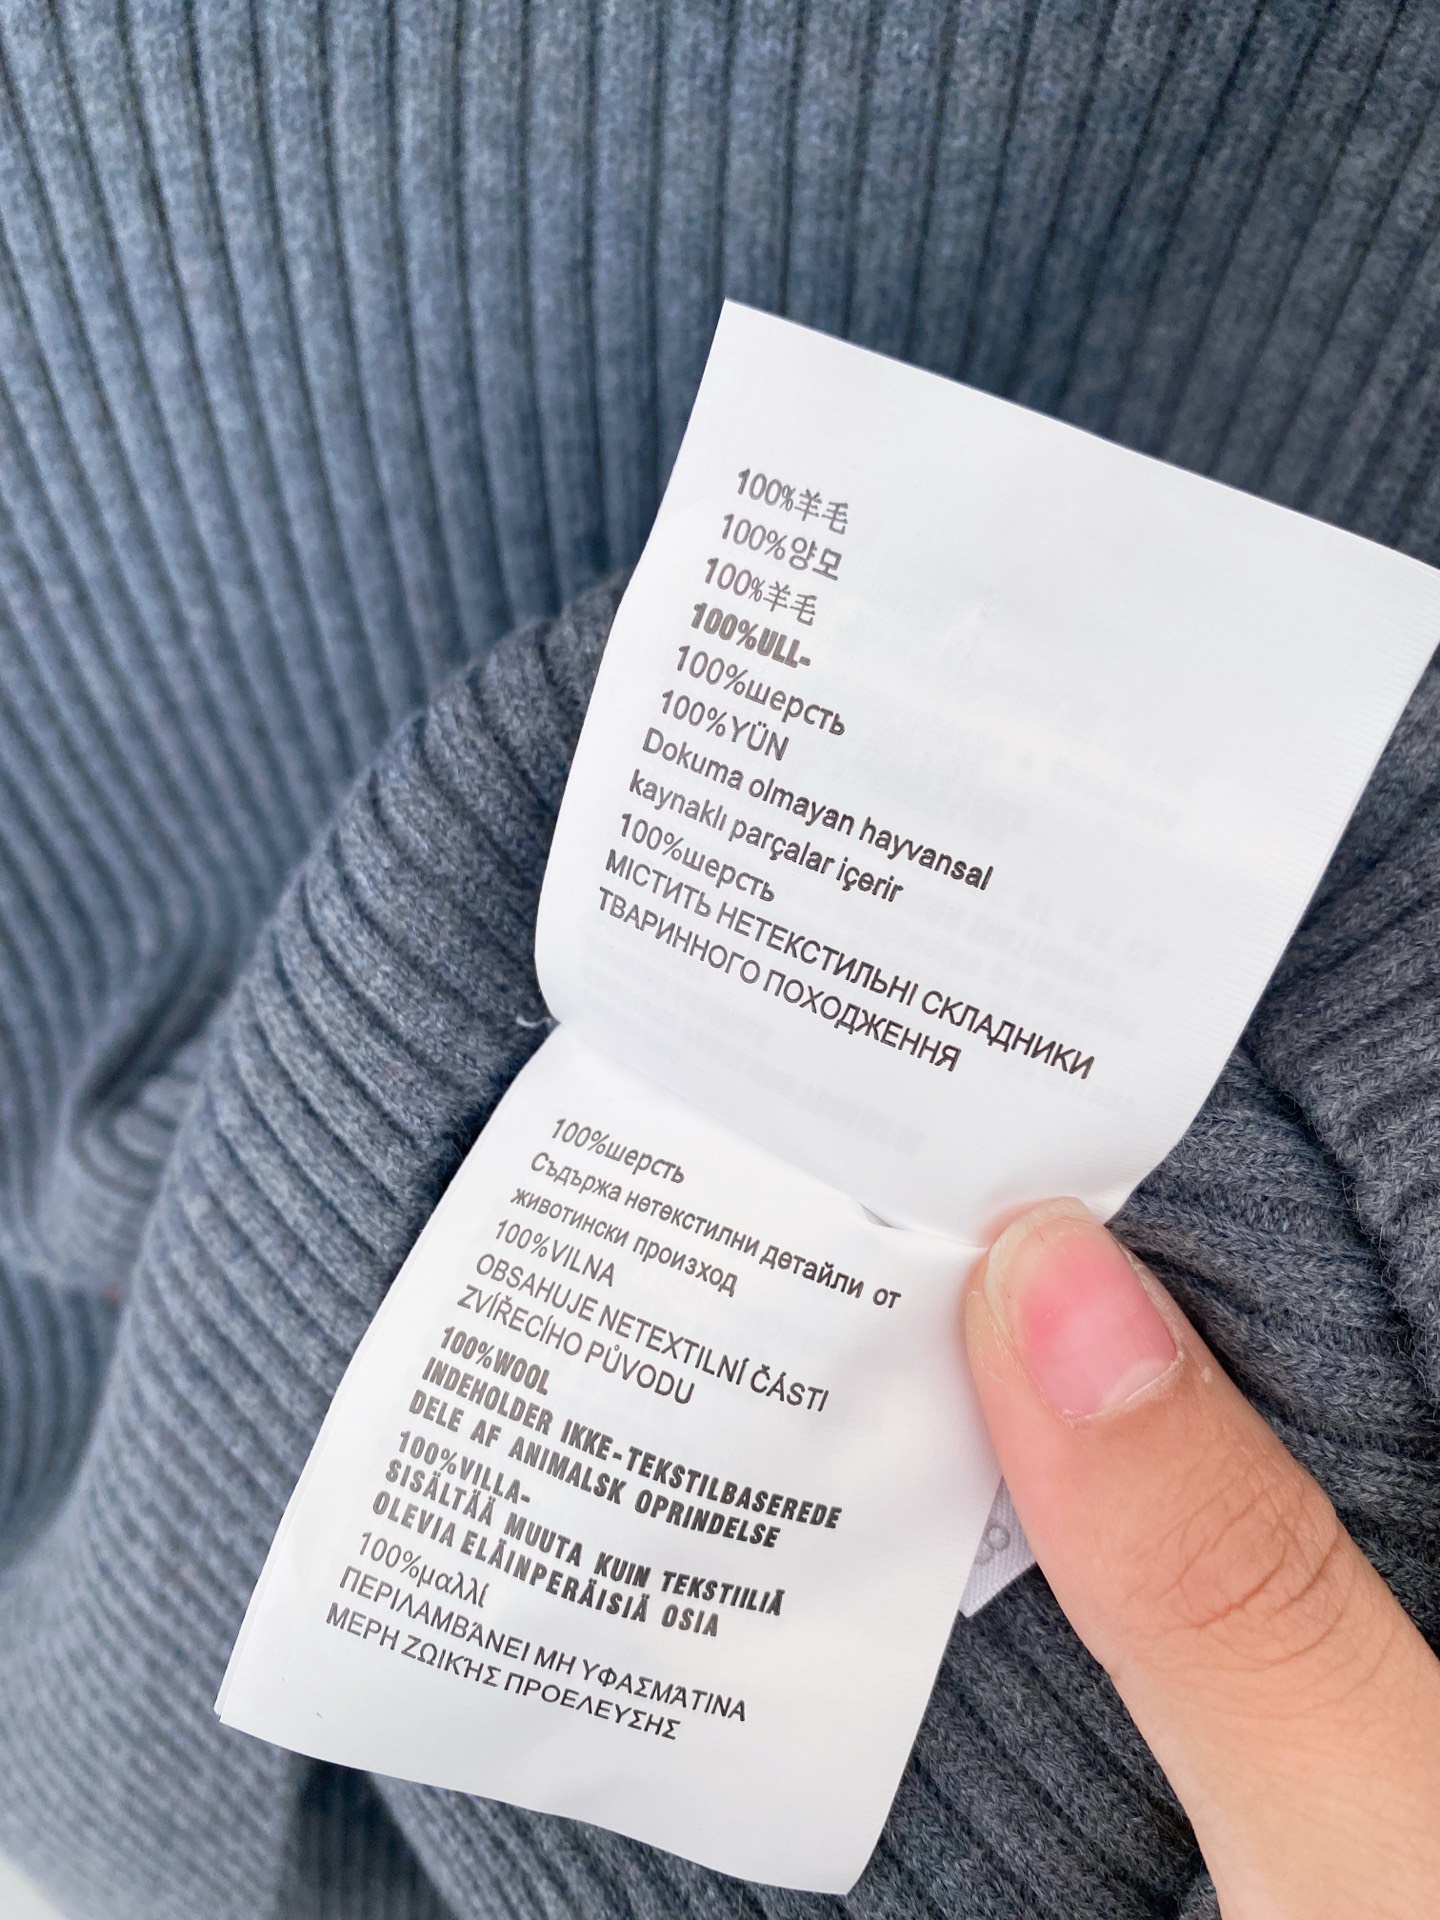 100%羊毛
100%양모
100%羊毛
100%ULL-
100%шерсть
100%YÜN
Dokuma olmayan hayvansal
kaynaklı parçalar içerir
100%шерсть
МІСТИТЬ НЕТЕКСТИЛЬНІ СКЛАДНИКИ
ТВАРИННОГО ПОХОДЖЕННЯ
100%шерсть
Съдържа нетекстилни детайли от
животински произход
100%VILNA
OBSAHUJE NETEXTILNÍ ČÁSTI
ZVÍŘECÍHO PŮVODU
100%WOOL
INDEHOLDER IKKE-TEKSTILBASEREDE
DELE AF ANIMALSK OPRINDELSE
100%VILLA-
SISÄLTÄÄ MUUTA KUIN TEKSTIILIÄ
OLEVIA ELÄINPERÄISIÄ OSIA
100%μαλλί
ΠΕΡΙΛΑΜΒΆΝΕΙ ΜΗ ΥΦΑΣΜΆΤΙΝΑ
ΜΕΡΗ ΖΩΙΚΉΣ ΠΡΟΕΛΕΥΣΗΣ